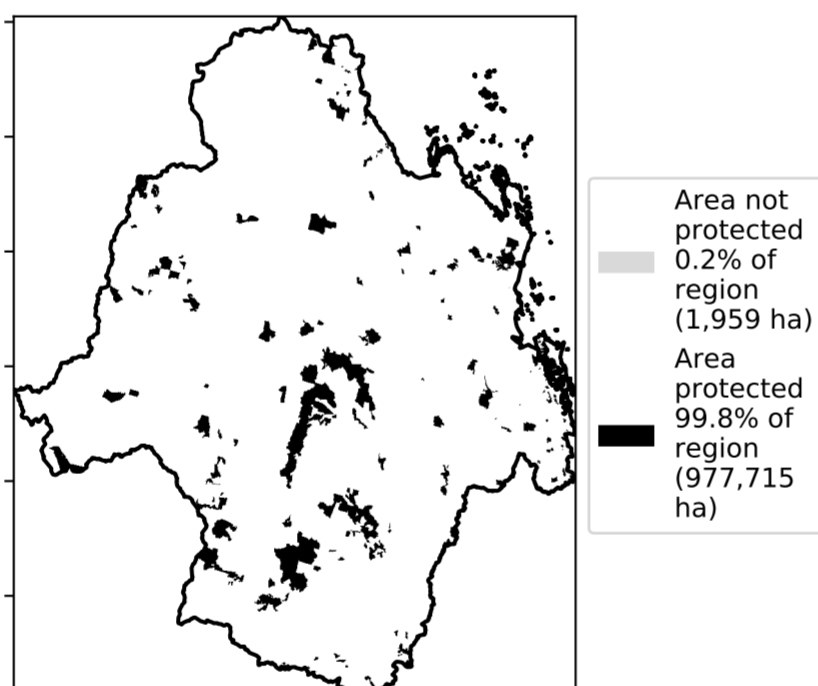 Area not
protected
0.2% of
region
(1,959 ha)
Area
protected
99.8% of
region
(977,715
ha)